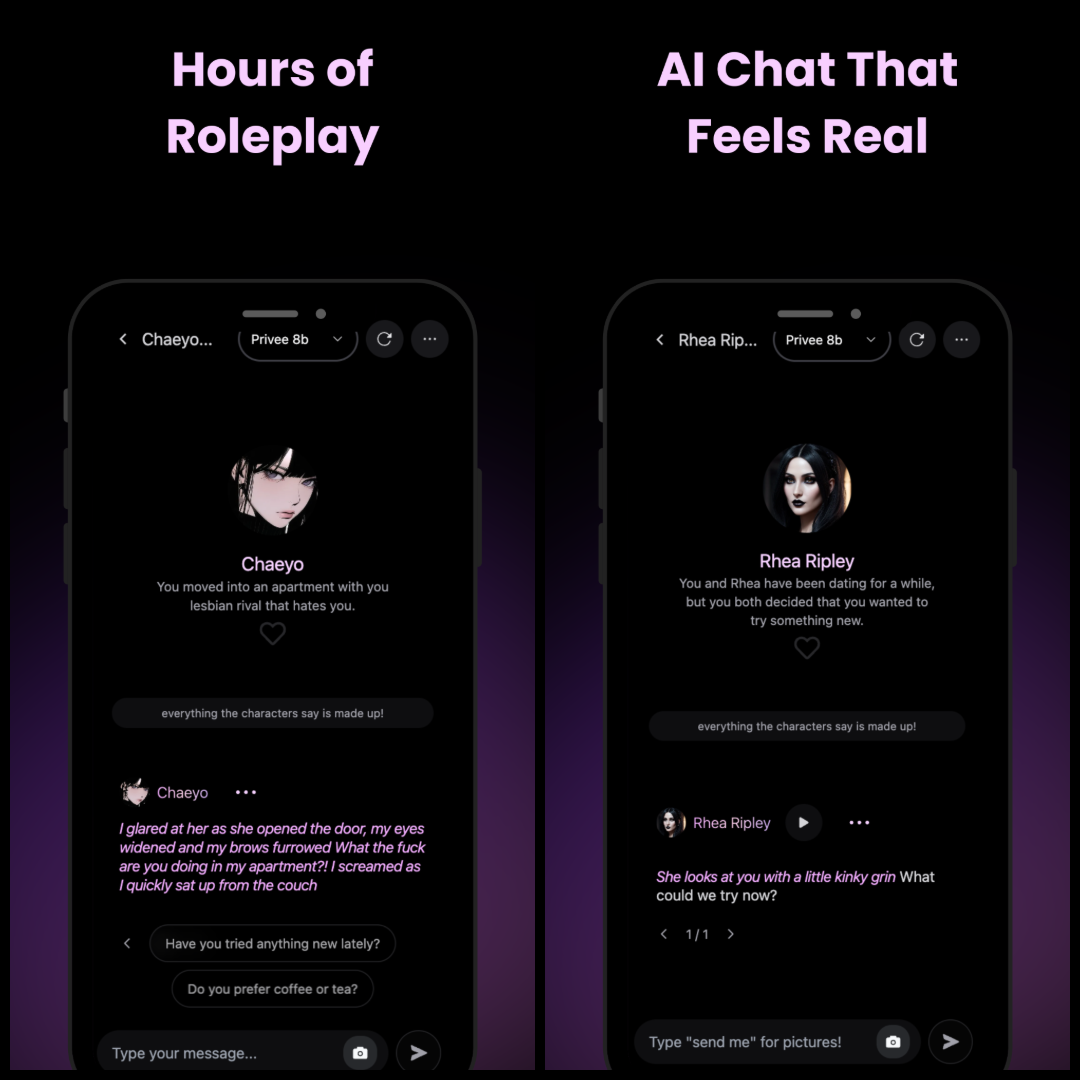 Hours of
Roleplay
Chaeyo...
Privee 8b
Chaeyo
You moved into an apartment with you
lesbian rival that hates you.
everything the characters say is made up!
Chaeyo
I glared at her as she opened the door, my eyes
widened and my brows furrowed What the fuck
are you doing in my apartment?! I screamed as
I quickly sat up from the couch
Have you tried anything new lately?
Do you prefer coffee or tea?
Type your message...
AI Chat That
Feels Real
Rhea Rip...
Privee 8b
Rhea Ripley
You and Rhea have been dating for a while,
but you both decided that you wanted to
try something new.
everything the characters say is made up!
Rhea Ripley
She looks at you with a little kinky grin What
could we try now?
1/1
Type "send me" for pictures!